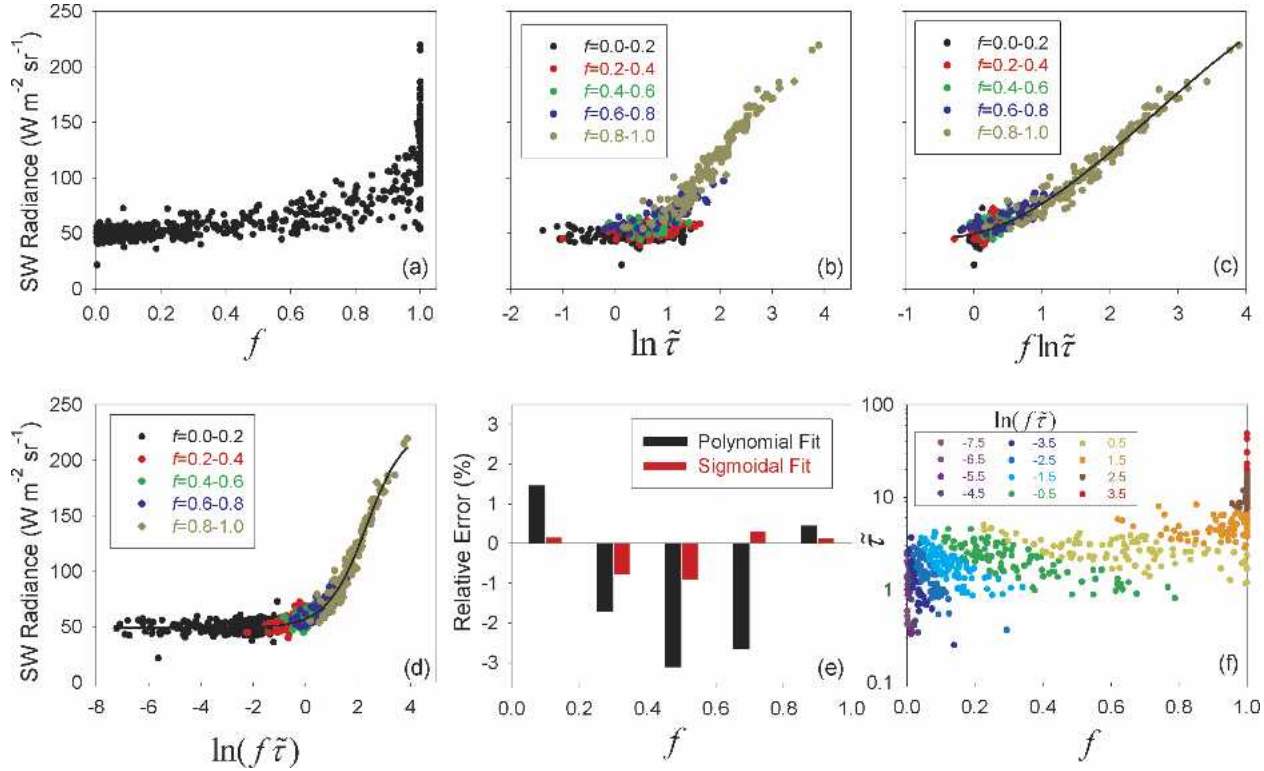 SW Radiance (W m⁻² sr⁻¹)
250
200
150
100
50
0
0.0 0.2 0.4 0.6 0.8 1.0
f
(a)
f=0.0-0.2
f=0.2-0.4
f=0.4-0.6
f=0.6-0.8
f=0.8-1.0
(b)
-2 -1 0 1 2 3 4
ln τ̃
f=0.0-0.2
f=0.2-0.4
f=0.4-0.6
f=0.6-0.8
f=0.8-1.0
(c)
-1 0 1 2 3 4
f ln τ̃
SW Radiance (W m⁻² sr⁻¹)
250
200
150
100
50
0
f=0.0-0.2
f=0.2-0.4
f=0.4-0.6
f=0.6-0.8
f=0.8-1.0
(d)
-8 -6 -4 -2 0 2 4
ln(fτ̃)
Relative Error (%)
3
2
1
0
-1
-2
-3
Polynomial Fit
Sigmoidal Fit
(e)
0.0 0.2 0.4 0.6 0.8 1.0
f
τ̃
100
10
1
0.1
ln(fτ̃)
-7.5 -3.5 0.5
-6.5 -2.5 1.5
-5.5 -1.5 2.5
-4.5 -0.5 3.5
(f)
0.0 0.2 0.4 0.6 0.8 1.0
f